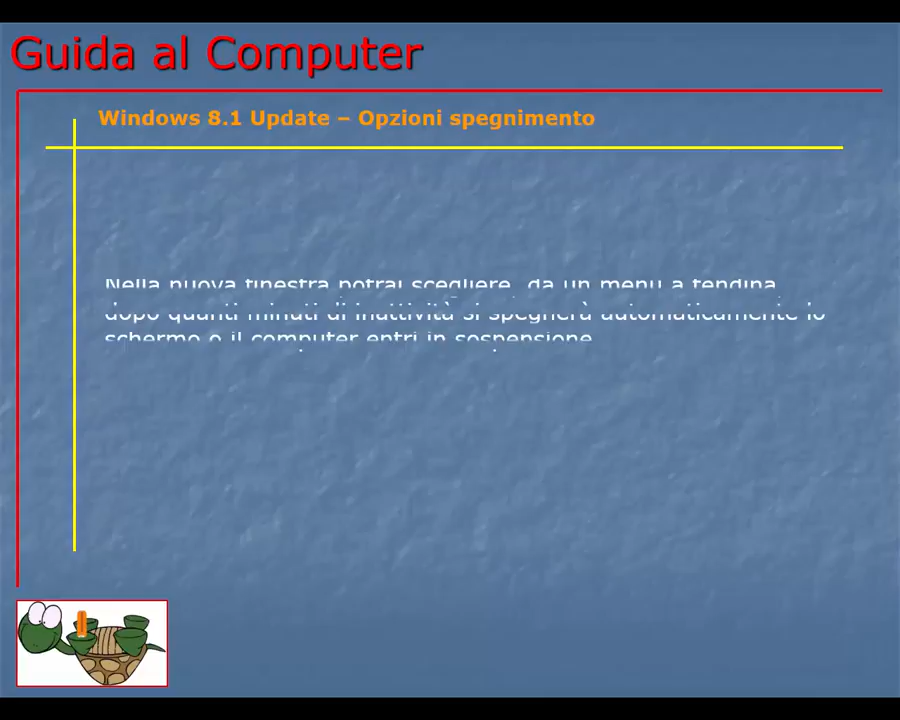 Guida al Computer
Windows 8.1 Update – Opzioni spegnimento
Nella nuova finestra potrai scegliere, da un menu a tendina
dopo quanti minuti di inattività si spegnerà automaticamente lo
schermo o il computer entri in sospensione